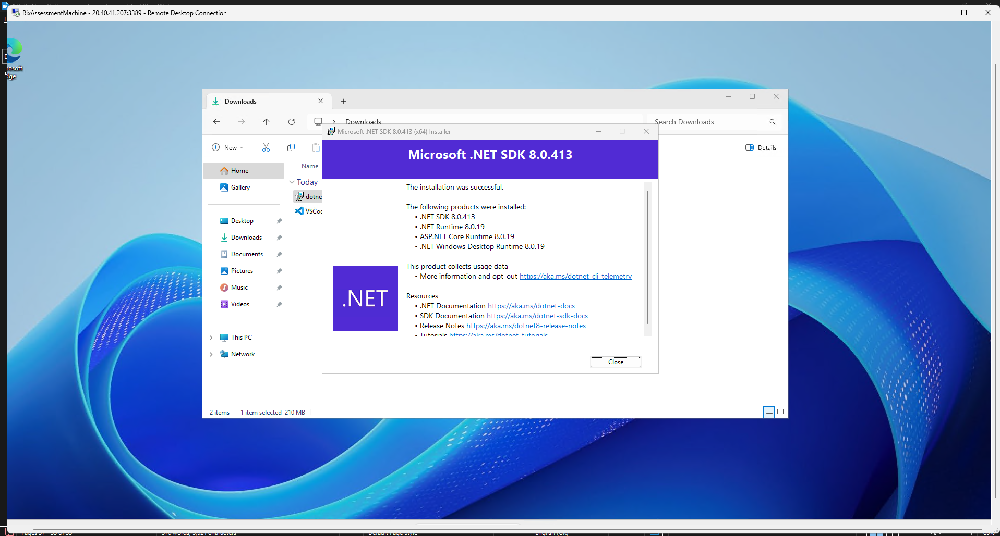 RixAssessmentMachine - 20.40.41.207:3389 - Remote Desktop Connection
rosoft
dge
Downloads
Downloads
Search Downloads
New
Details
Microsoft .NET SDK 8.0.413 (x64) Installer
Microsoft .NET SDK 8.0.413
Home
Gallery
Desktop
Downloads
Documents
Pictures
Music
Videos
This PC
Network
Name
Today
dotne
VSCo
The installation was successful.
The following products were installed:
• .NET SDK 8.0.413
• .NET Runtime 8.0.19
• ASP.NET Core Runtime 8.0.19
• .NET Windows Desktop Runtime 8.0.19
This product collects usage data
• More information and opt-out https://aka.ms/dotnet-cli-telemetry
Resources
• .NET Documentation https://aka.ms/dotnet-docs
• SDK Documentation https://aka.ms/dotnet-sdk-docs
• Release Notes https://aka.ms/dotnet8-release-notes
• Tutorials https://aka.ms/dotnet-tutorials
.NET
Close
2 items 1 item selected 210 MB
Default Page Style
English (UK)